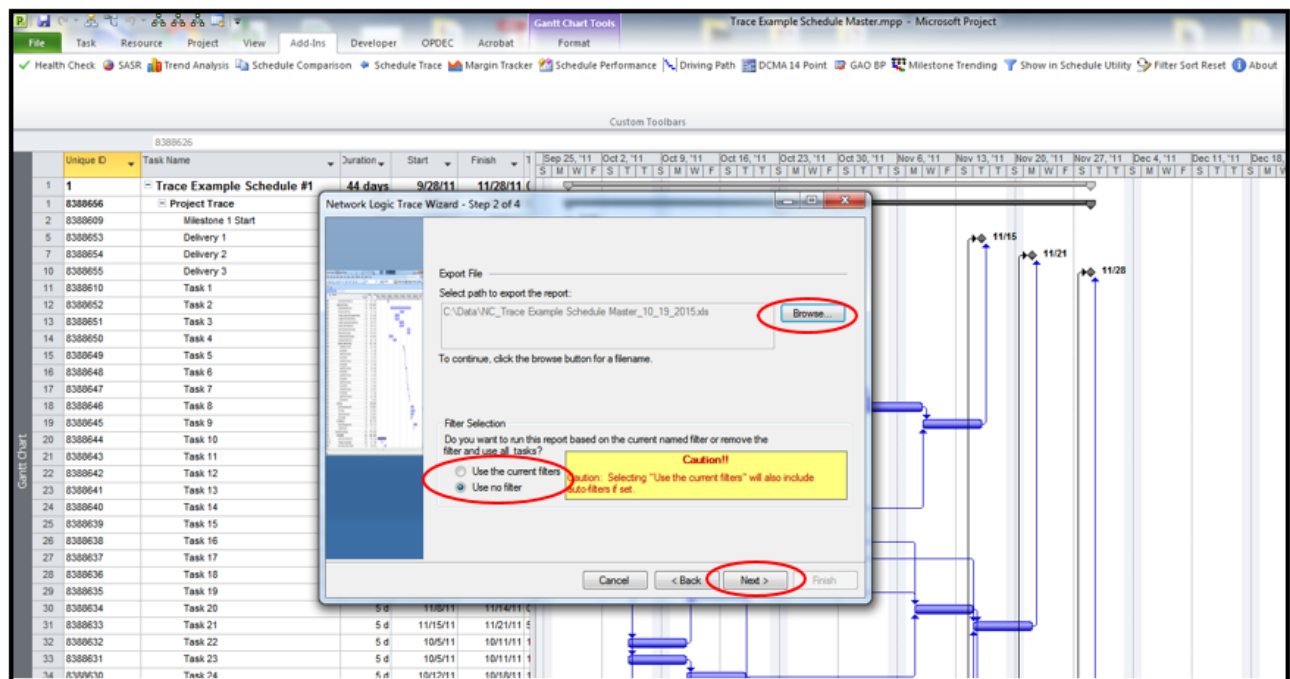 Gantt Chart Tools
Trace Example Schedule Master.mpp - Microsoft Project
File Task Resource Project View Add-Ins Developer OPDEC Acrobat Format
Health Check SASR Trend Analysis Schedule Comparison Schedule Trace Margin Tracker Schedule Performance Driving Path DCMA 14 Point GAO BP Milestone Trending Show in Schedule Utility Filter Sort Reset About
Custom Toolbars
8388626
Unique ID Task Name Duration Start Finish Sep 25, '11 Oct 2, '11 Oct 9, '11 Oct 16, '11 Oct 23, '11 Oct 30, '11 Nov 6, '11 Nov 13, '11 Nov 20, '11 Nov 27, '11 Dec 4, '11 Dec 11, '11 Dec 18,
S M W F S T T S M W F S T T S M W F S T T S M W F S T T S M W F S T T S M W F S T T S M W
1 1 Trace Example Schedule #1 44 days 9/28/11 11/28/11
1 8388656 Project Trace
2 8388609 Milestone 1 Start
5 8388653 Delivery 1 11/15
7 8388654 Delivery 2 11/21
10 8388655 Delivery 3 11/28
11 8388610 Task 1
12 8388652 Task 2
13 8388651 Task 3
14 8388650 Task 4
15 8388649 Task 5
16 8388648 Task 6
17 8388647 Task 7
18 8388646 Task 8
19 8388645 Task 9
20 8388644 Task 10
21 8388643 Task 11
22 8388642 Task 12
23 8388641 Task 13
24 8388640 Task 14
25 8388639 Task 15
26 8388638 Task 16
27 8388637 Task 17
28 8388636 Task 18
29 8388635 Task 19
30 8388634 Task 20 5 d 11/8/11 11/14/11
31 8388633 Task 21 5 d 11/15/11 11/21/11
32 8388632 Task 22 5 d 10/5/11 10/11/11
33 8388631 Task 23 5 d 10/5/11 10/11/11
34 8388630 Task 24 5 d 10/12/11 10/18/11
Gantt Chart
Network Logic Trace Wizard - Step 2 of 4
Export File
Select path to export the report:
C:\Data\NC_Trace Example Schedule Master_10_19_2015.xls
Browse...
To continue, click the browse button for a filename.
Filter Selection
Do you want to run this report based on the current named filter or remove the
filter and use all tasks?
Use the current filters
Use no filter
Caution!!
Caution: Selecting "Use the current filters" will also include
auto-filters if set.
Cancel < Back Next > Finish